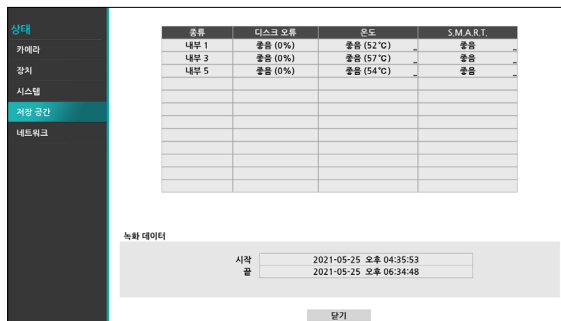 상태
카메라
장치
시스템
저장 공간
네트워크
종류 디스크 오류 온도 S.M.A.R.T.
내부 1 좋음 (0%) 좋음 (52℃) 좋음
내부 3 좋음 (0%) 좋음 (57℃) 좋음
내부 5 좋음 (0%) 좋음 (54℃) 좋음
녹화 데이터
시작 2021-05-25 오후 04:35:53
끝 2021-05-25 오후 06:34:48
닫기